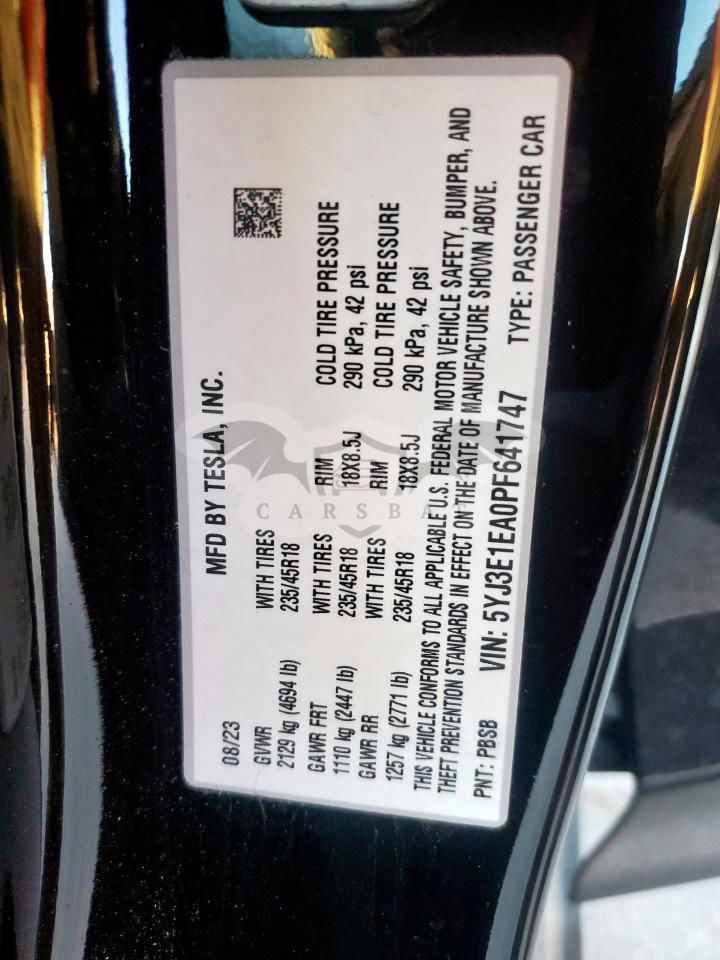 MFD BY TESLA, INC.
08/23
GVWR WITH TIRES
2129 kg (4694 lb) 235/45R18
GAWR FRT WITH TIRES RIM COLD TIRE PRESSURE
1110 kg (2447 lb) 235/45R18 18X8.5J 290 kPa, 42 psi
GAWR RR WITH TIRES RIM COLD TIRE PRESSURE
1257 kg (2771 lb) 235/45R18 18X8.5J 290 kPa, 42 psi
THIS VEHICLE CONFORMS TO ALL APPLICABLE U.S. FEDERAL MOTOR VEHICLE SAFETY, BUMPER, AND
THEFT PREVENTION STANDARDS IN EFFECT ON THE DATE OF MANUFACTURE SHOWN ABOVE.
PNT: PBSB VIN: 5YJ3E1EA0PF641747 TYPE: PASSENGER CAR